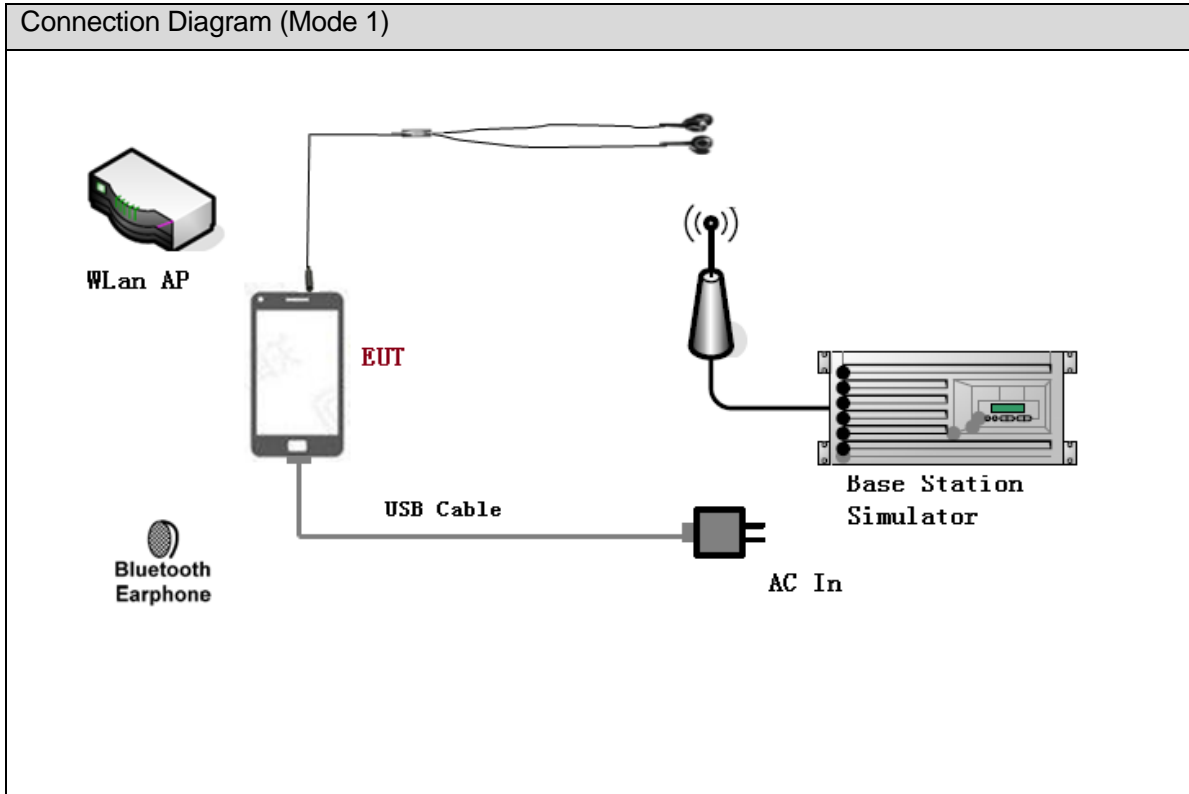 Connection Diagram (Mode 1)
WLan AP
EUT
Base Station
Simulator
USB Cable
Bluetooth
Earphone
AC In